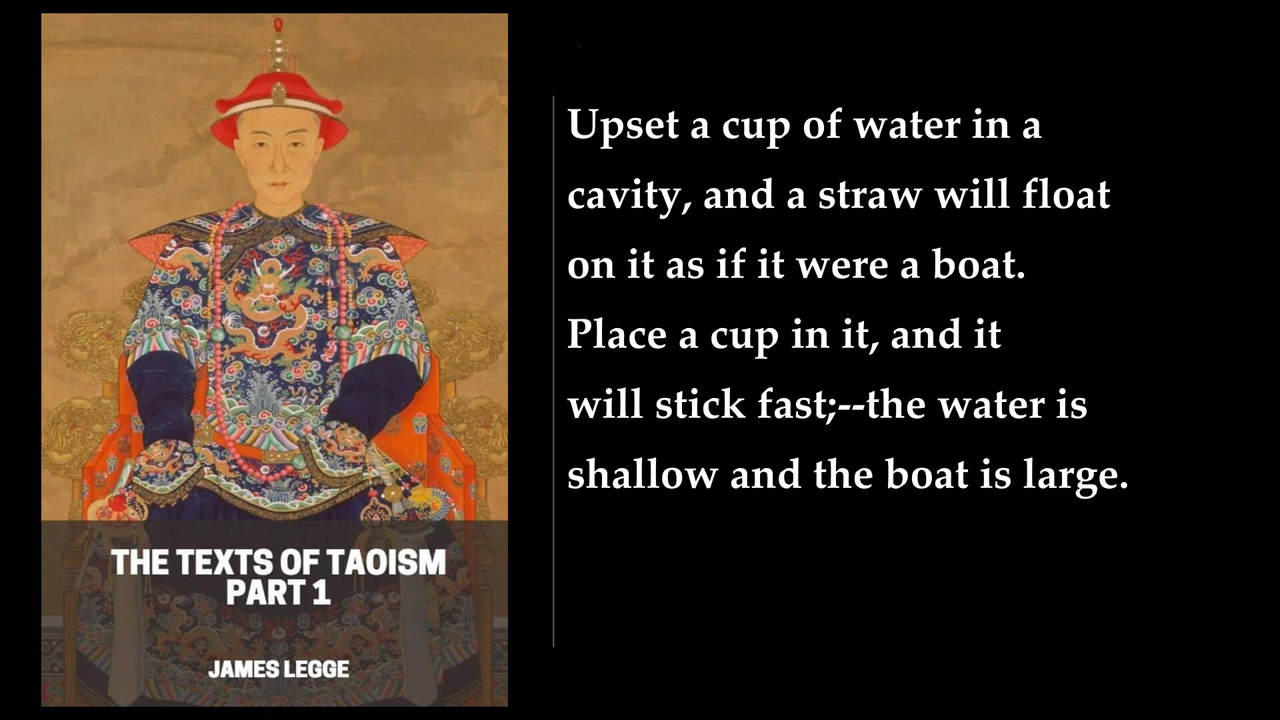 THE TEXTS OF TAOISM
PART 1
JAMES LEGGE
Upset a cup of water in a
cavity, and a straw will float
on it as if it were a boat.
Place a cup in it, and it
will stick fast;--the water is
shallow and the boat is large.